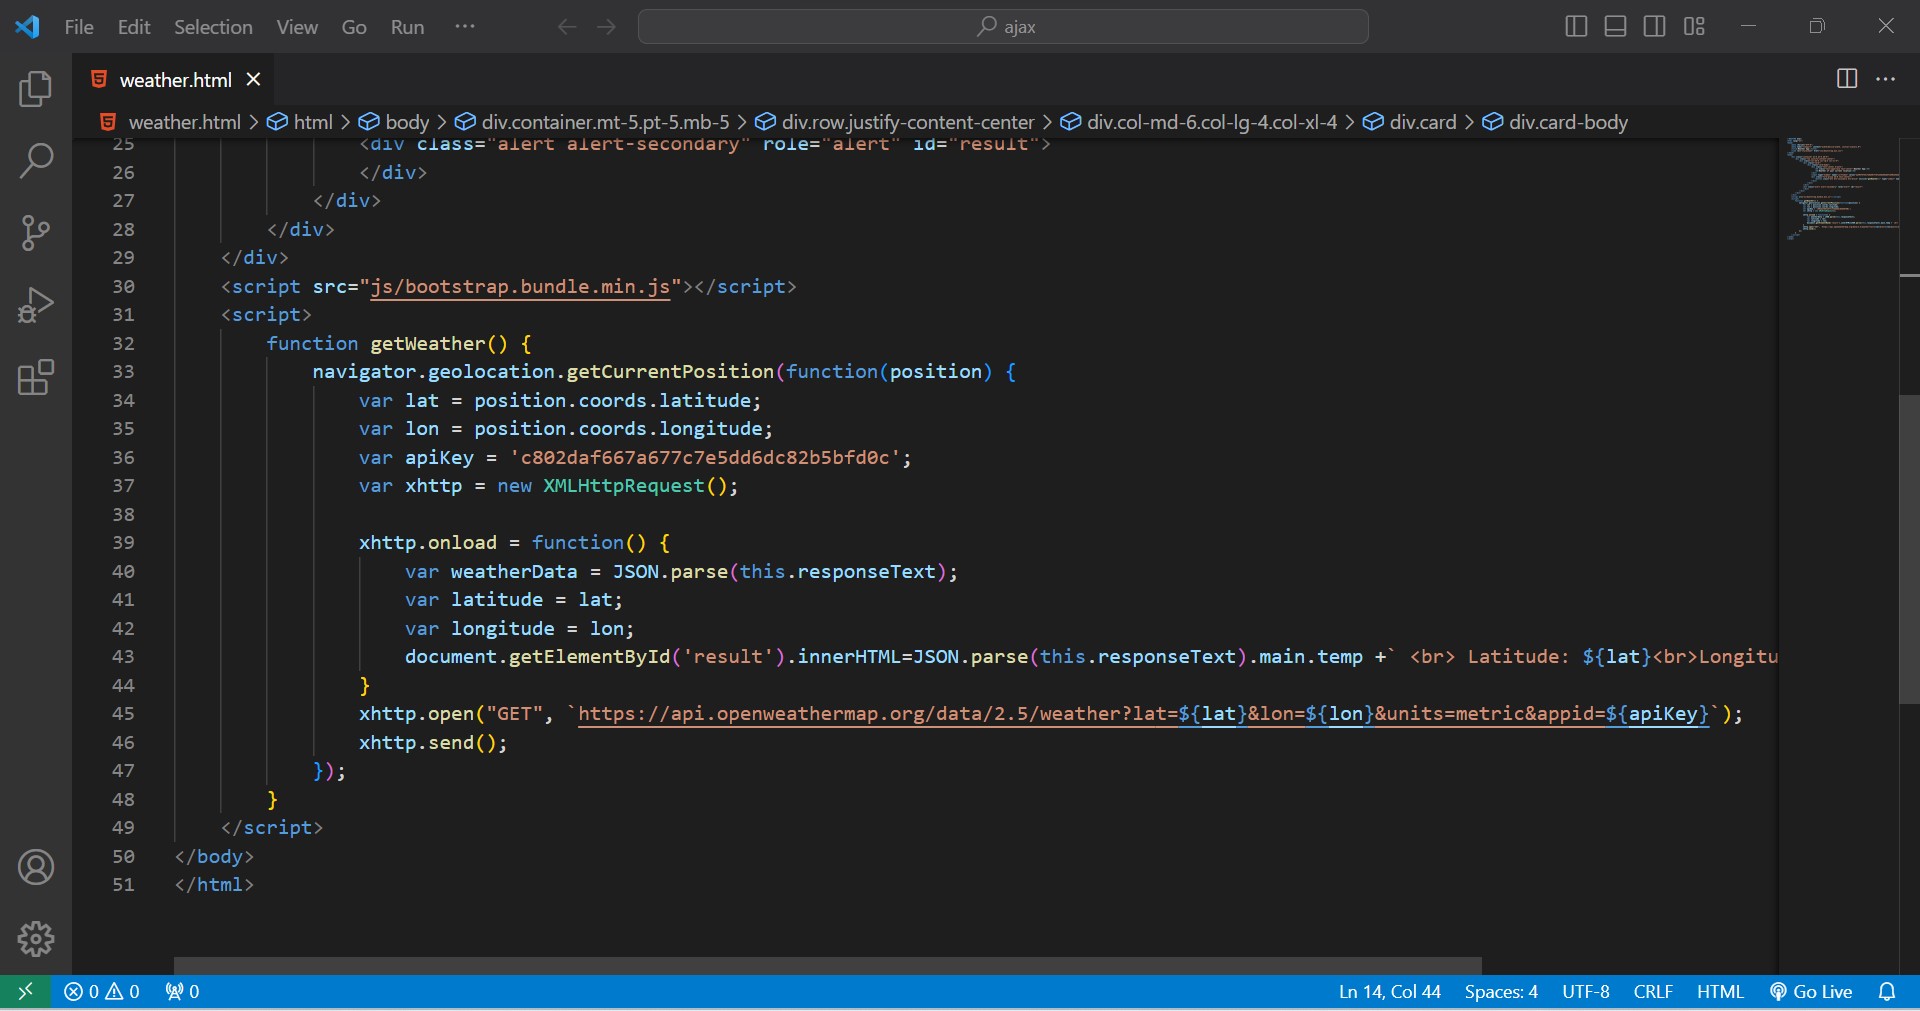 File Edit Selection View Go Run ... ajax
weather.html
weather.html > html > body > div.container.mt-5.pt-5.mb-5 > div.row.justify-content-center > div.col-md-6.col-lg-4.col-xl-4 > div.card > div.card-body
25 <div class="alert alert-secondary" role="alert" id="result">
26 </div>
27 </div>
28 </div>
29 </div>
30 <script src="js/bootstrap.bundle.min.js"></script>
31 <script>
32 function getWeather() {
33 navigator.geolocation.getCurrentPosition(function(position) {
34 var lat = position.coords.latitude;
35 var lon = position.coords.longitude;
36 var apiKey = 'c802daf667a677c7e5dd6dc82b5bfd0c';
37 var xhttp = new XMLHttpRequest();
38
39 xhttp.onload = function() {
40 var weatherData = JSON.parse(this.responseText);
41 var latitude = lat;
42 var longitude = lon;
43 document.getElementById('result').innerHTML=JSON.parse(this.responseText).main.temp +` <br> Latitude: ${lat}<br>Longitu
44 }
45 xhttp.open("GET", `https://api.openweathermap.org/data/2.5/weather?lat=${lat}&lon=${lon}&units=metric&appid=${apiKey}`);
46 xhttp.send();
47 });
48 }
49 </script>
50 </body>
51 </html>
0 0 0 Ln 14, Col 44 Spaces: 4 UTF-8 CRLF HTML Go Live